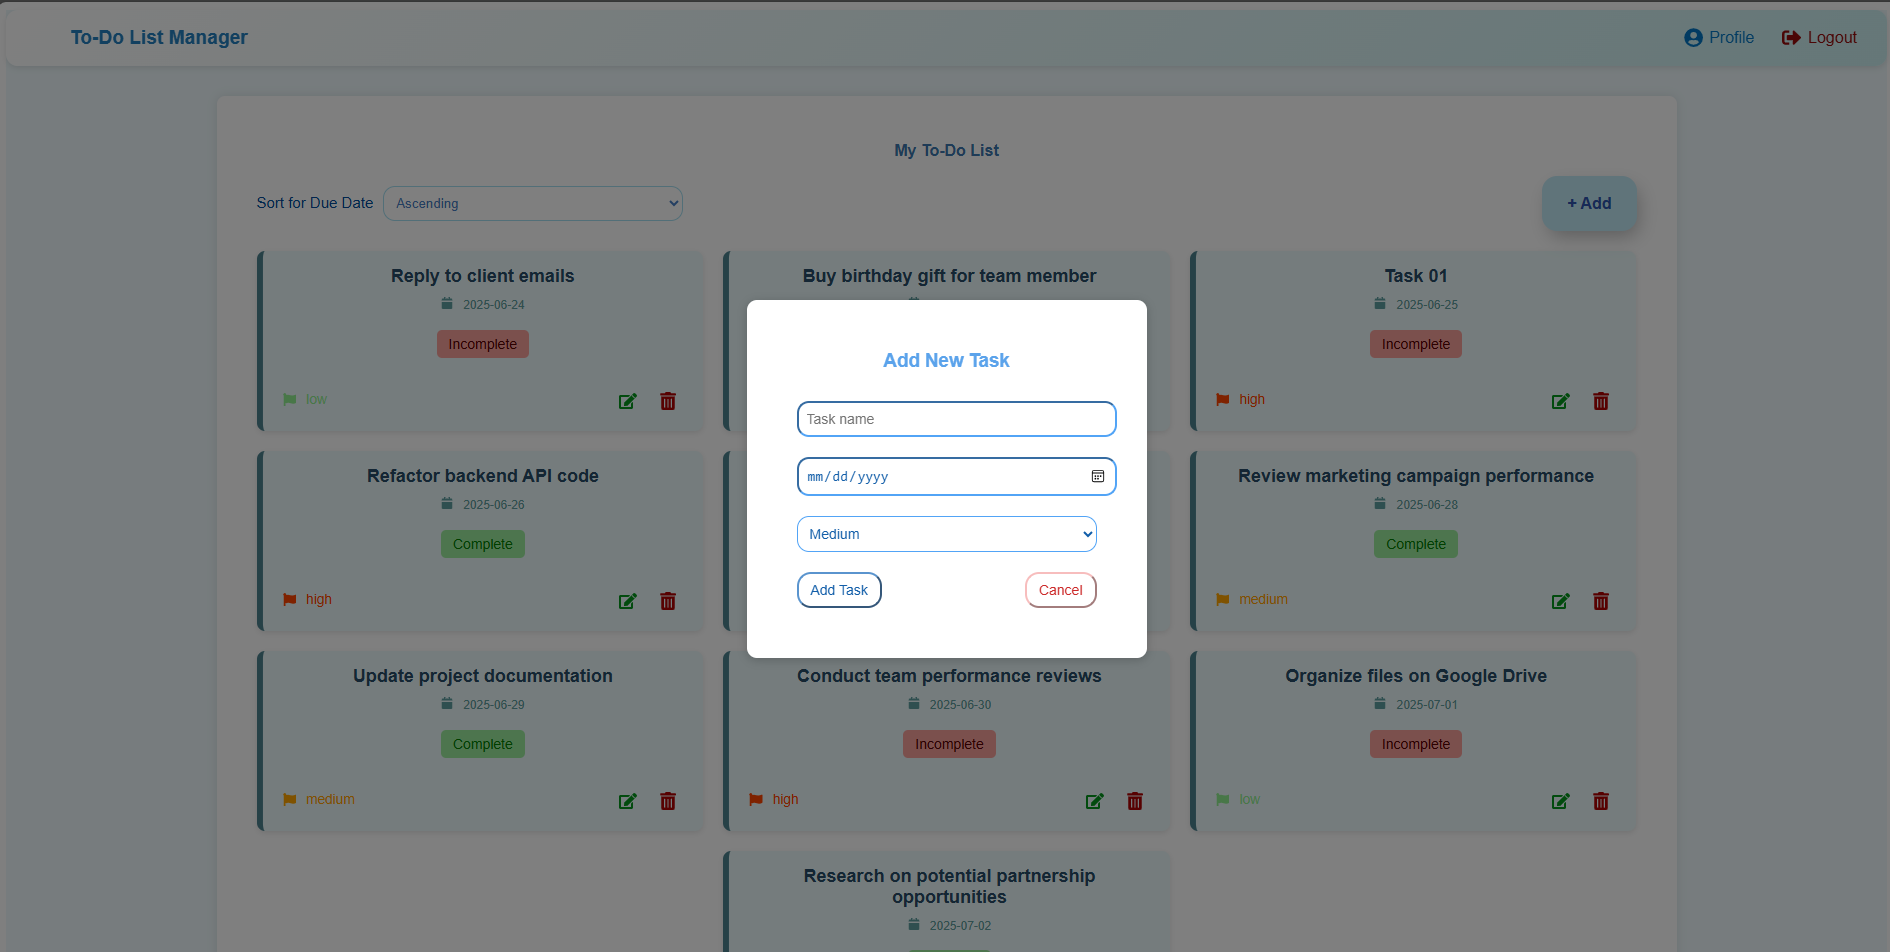 To-Do List Manager
Profile
Logout
My To-Do List
Sort for Due Date
Ascending
+ Add
Reply to client emails
2025-06-24
Incomplete
low
Buy birthday gift for team member
Task 01
2025-06-25
Incomplete
high
Refactor backend API code
2025-06-26
Complete
high
Review marketing campaign performance
2025-06-28
Complete
medium
Update project documentation
2025-06-29
Complete
medium
Conduct team performance reviews
2025-06-30
Incomplete
high
Organize files on Google Drive
2025-07-01
Incomplete
low
Research on potential partnership
opportunities
2025-07-02
Add New Task
Task name
mm/dd/yyyy
Medium
Add Task
Cancel